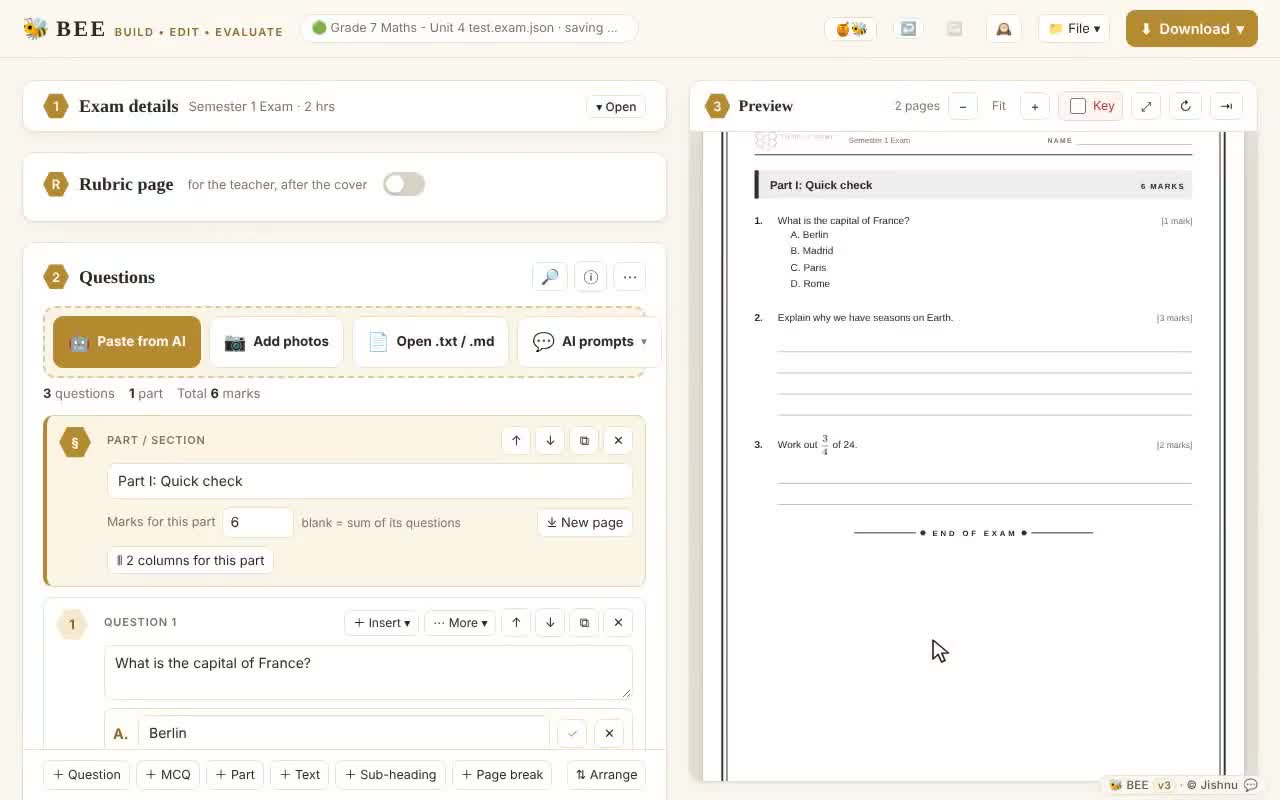 BEE BUILD • EDIT • EVALUATE
Grade 7 Maths - Unit 4 test.exam.json · saving ...
File ▾
Download ▾
1 Exam details Semester 1 Exam · 2 hrs ▾ Open
R Rubric page for the teacher, after the cover
2 Questions
Paste from AI
Add photos
Open .txt / .md
AI prompts ▾
3 questions 1 part Total 6 marks
§ PART / SECTION
Part I: Quick check
Marks for this part 6 blank = sum of its questions New page
2 columns for this part
1 QUESTION 1 + Insert ▾ ··· More ▾
What is the capital of France?
A. Berlin
+ Question + MCQ + Part + Text + Sub-heading + Page break Arrange
3 Preview 2 pages − Fit + Key
Semester 1 Exam NAME
Part I: Quick check 6 MARKS
1. What is the capital of France? [1 mark]
A. Berlin
B. Madrid
C. Paris
D. Rome
2. Explain why we have seasons on Earth. [3 marks]
3. Work out 3/4 of 24. [2 marks]
END OF EXAM
BEE v3 · © Jishnu